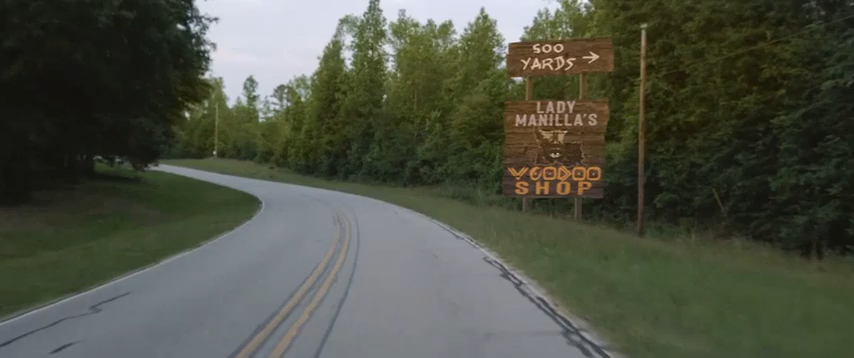 500
YARDS →
LADY
MANILLA'S
VOODOO
SHOP